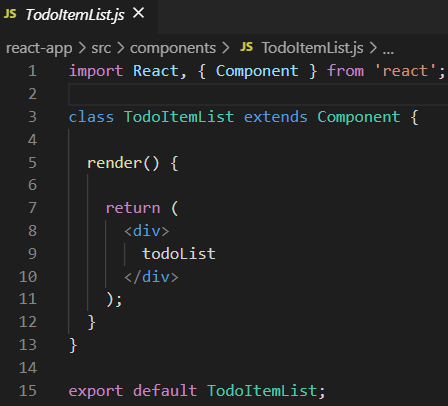 JS TodoItemList.js ×
react-app > src > components > JS TodoItemList.js > ...
1 import React, { Component } from 'react';
2
3 class TodoItemList extends Component {
4
5   render() {
6
7     return (
8       <div>
9         todoList
10       </div>
11     );
12   }
13 }
14
15 export default TodoItemList;